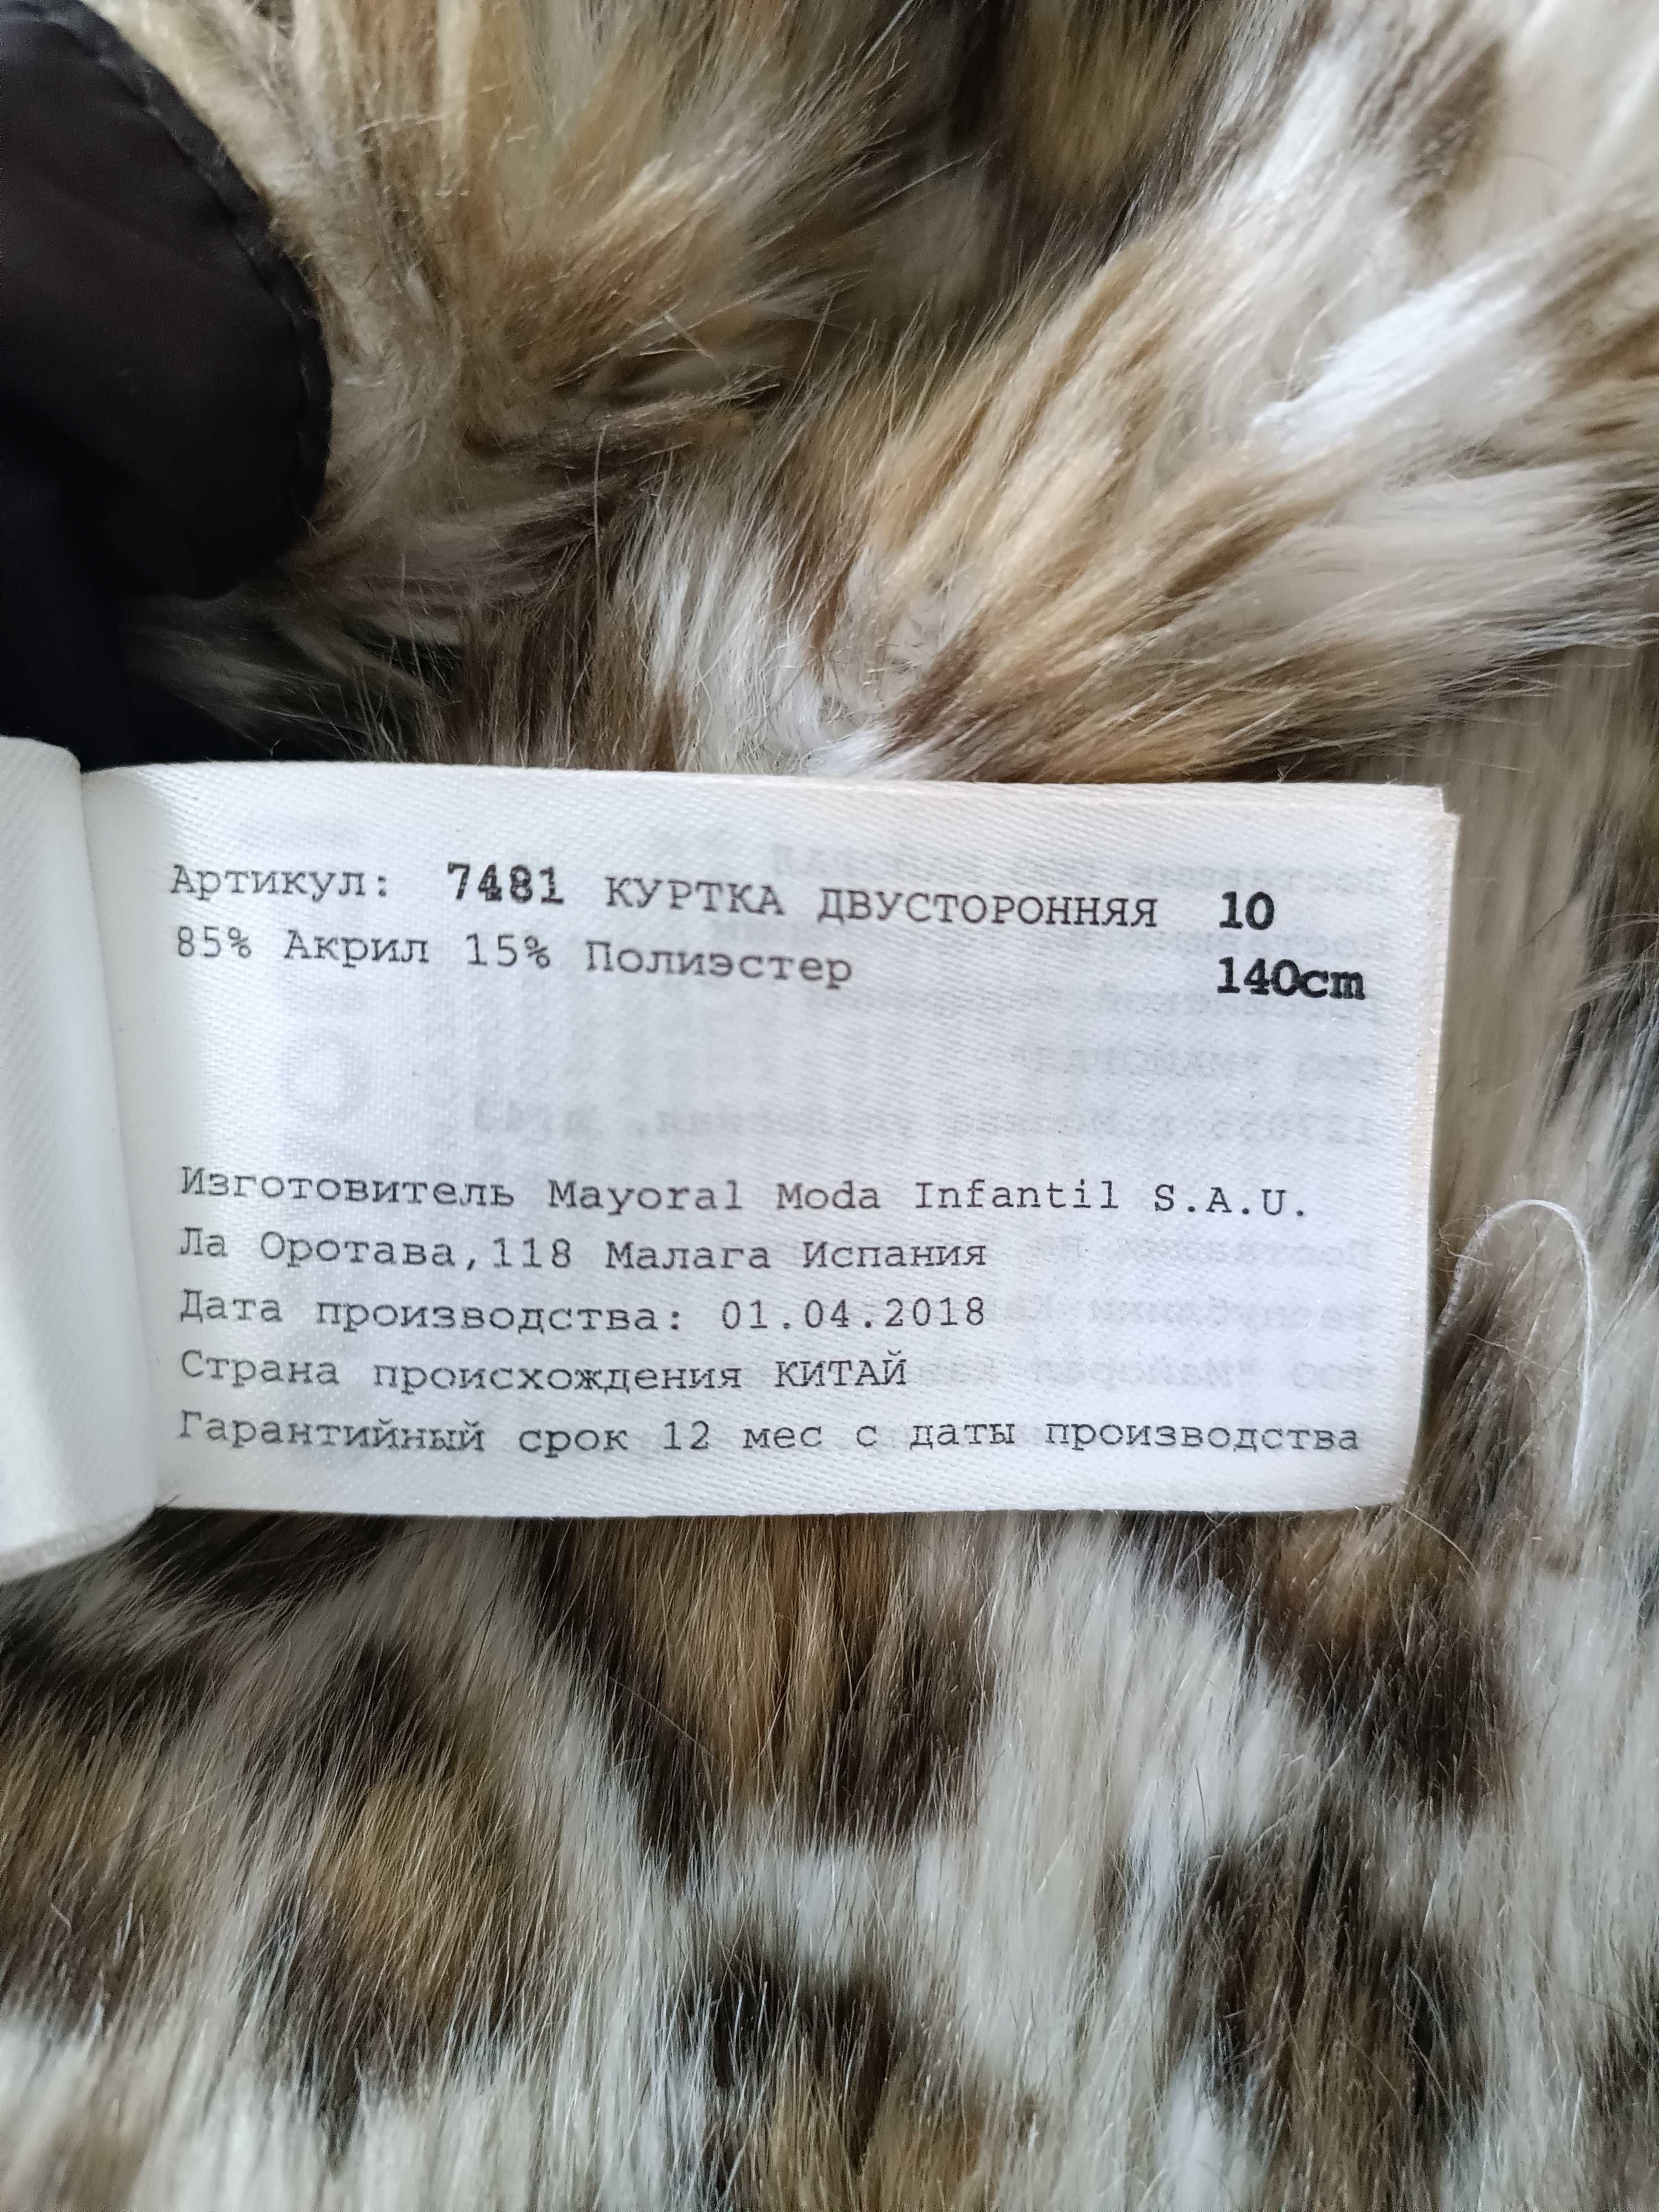 Артикул: 7481 КУРТКА ДВУСТОРОННЯЯ 10
85% Акрил 15% Полиэстер 140cm
Изготовитель Mayoral Moda Infantil S.A.U.
Ла Оротава,118 Малага Испания
Дата производства: 01.04.2018
Страна происхождения КИТАЙ
Гарантийный срок 12 мес с даты производства